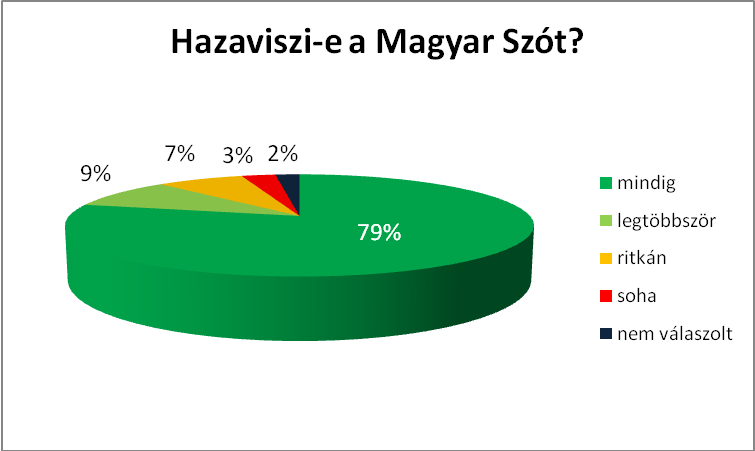 Hazaviszi-e a Magyar Szót?
9%
7%
3%
2%
79%
mindig
legtöbbször
ritkán
soha
nem válaszolt